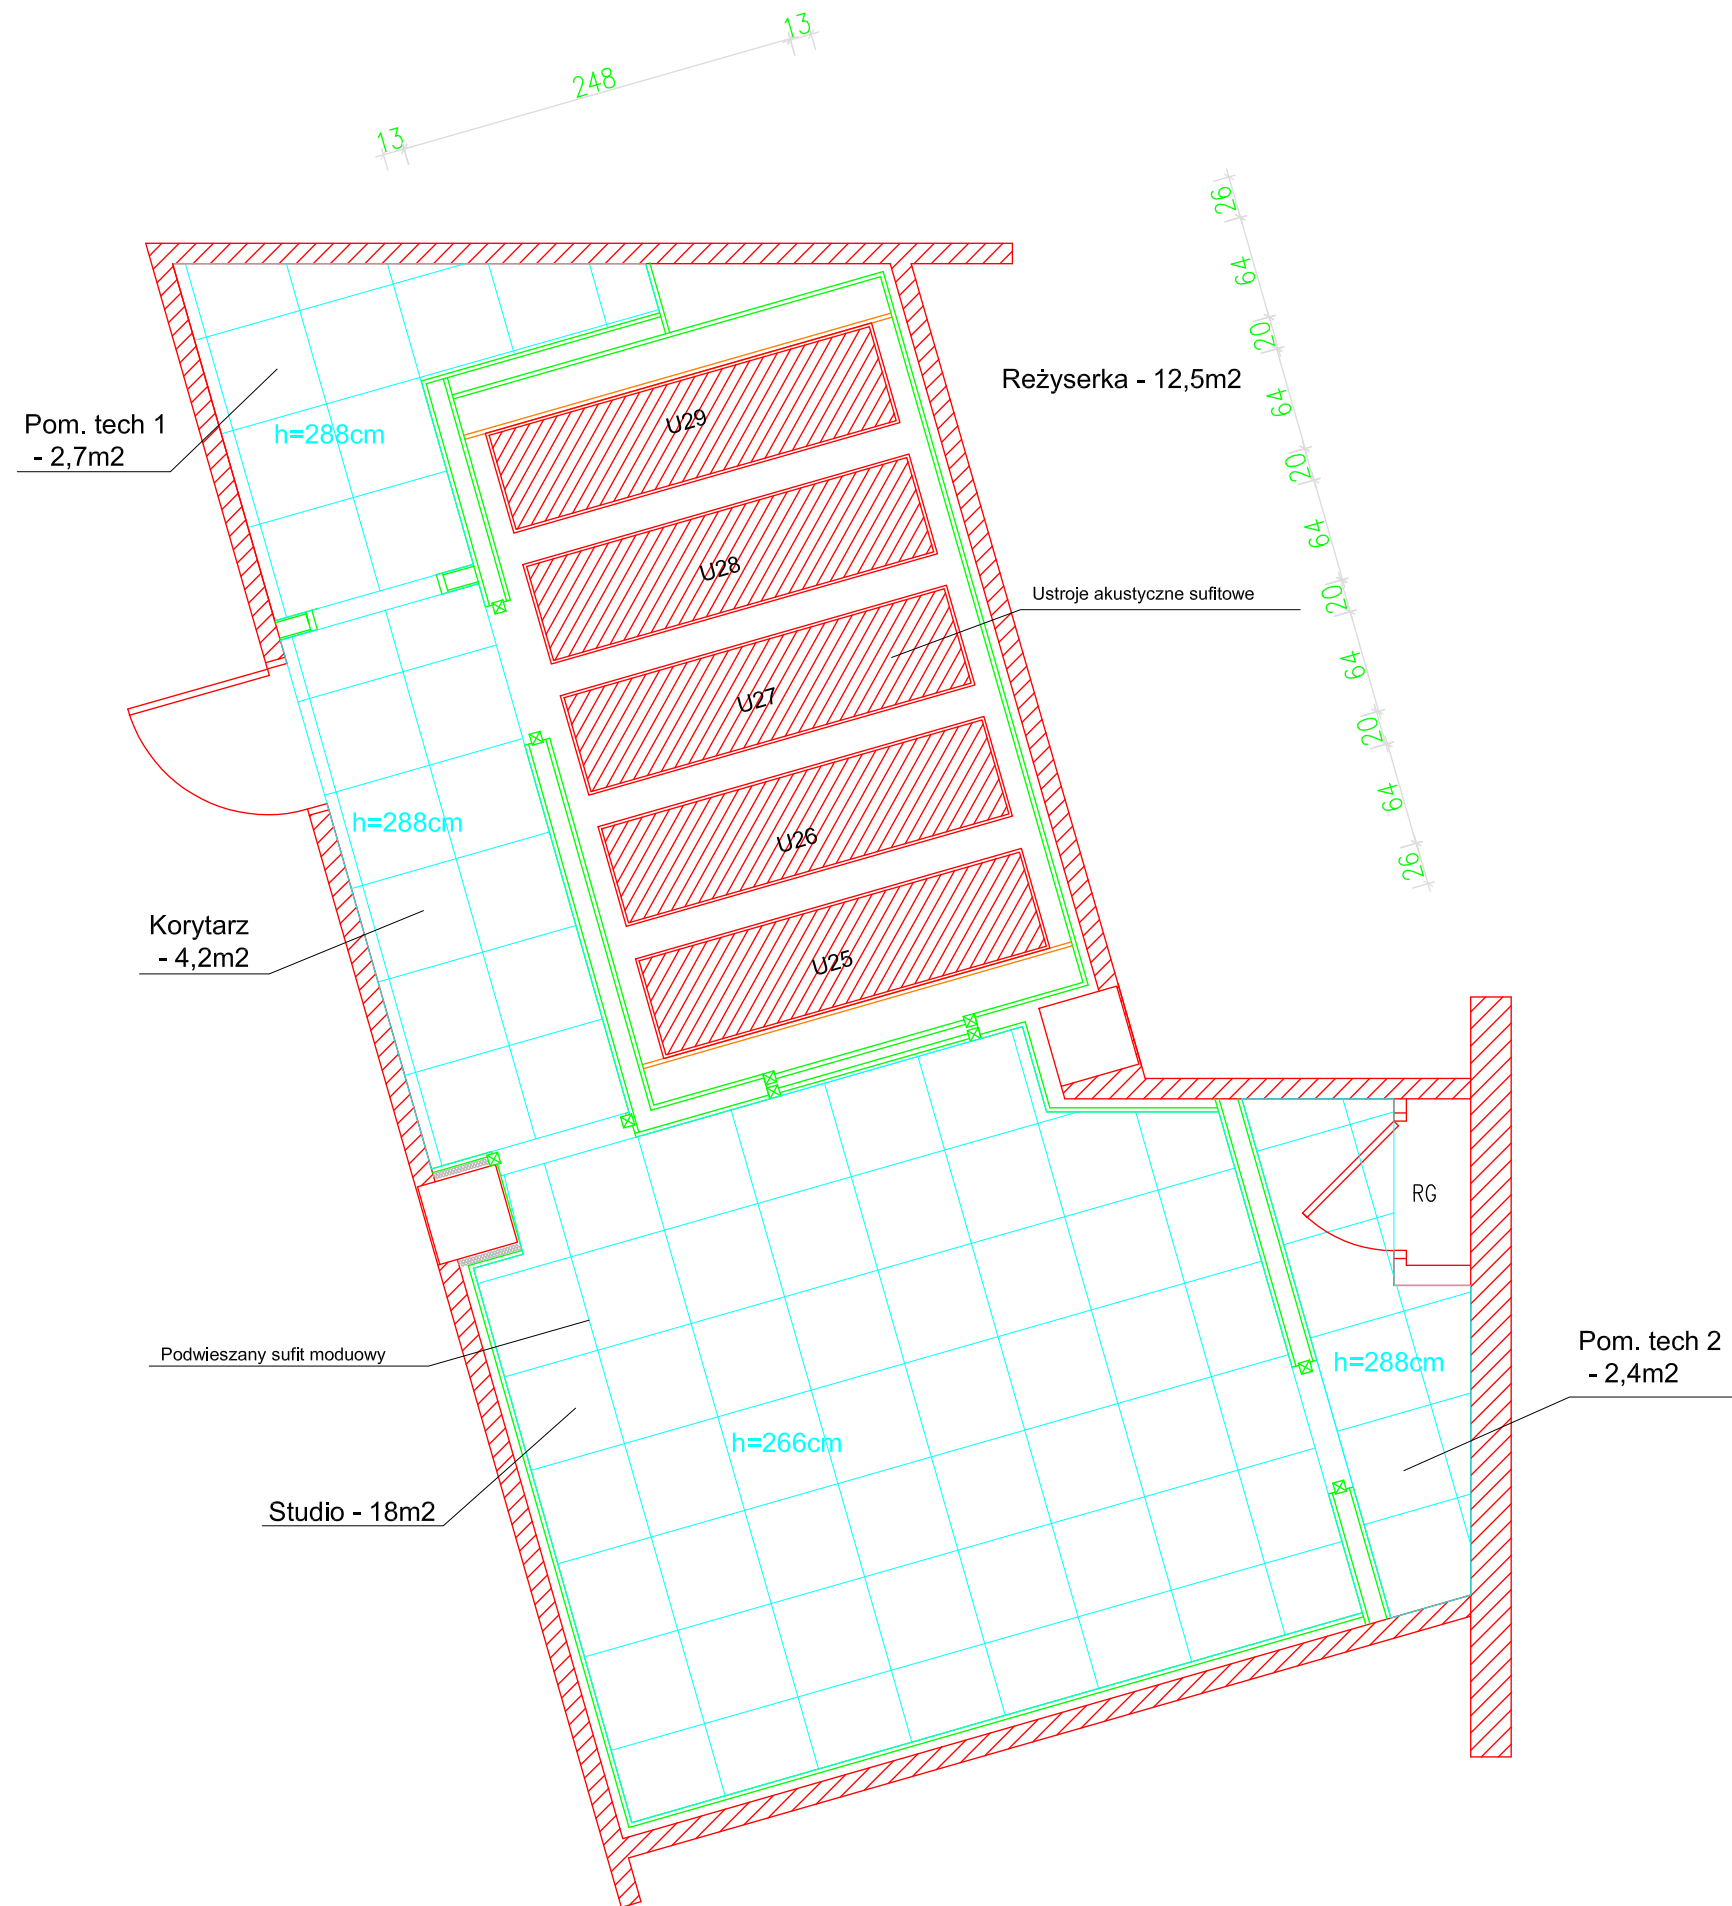 13
248
13
26
64
20
64
20
64
20
64
20
64
26
Reżyserka - 12,5m2
Pom. tech 1
- 2,7m2
h=288cm
U29
U28
Ustroje akustyczne sufitowe
U27
h=288cm
U26
Korytarz
- 4,2m2
U25
RG
Podwieszany sufit moduowy
h=288cm
Pom. tech 2
- 2,4m2
h=266cm
Studio - 18m2